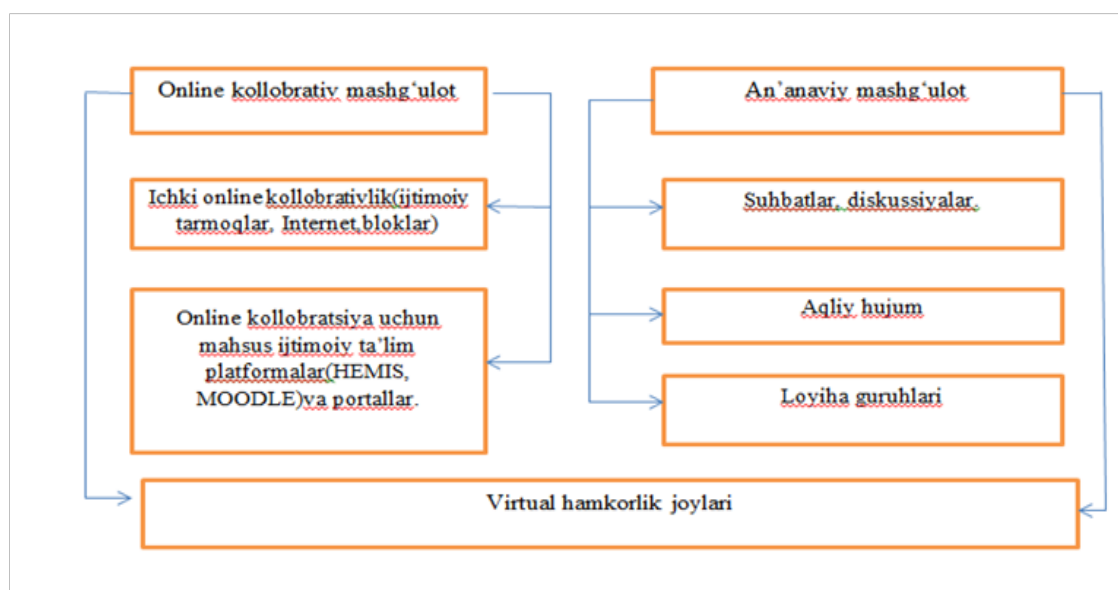 Online kollobrativ mashg‘ulot
An’anaviy mashg‘ulot
Ichki online kollobrativlik(ijtimoiy
tarmoqlar, Internet,bloklar)
Suhbatlar, diskussiyalar.
Online kollobratsiya uchun
mahsus ijtimoiy ta’lim
platformalar(HEMIS,
MOODLE)va portallar.
Aqliy hujum
Loyiha guruhlari
Virtual hamkorlik joylari